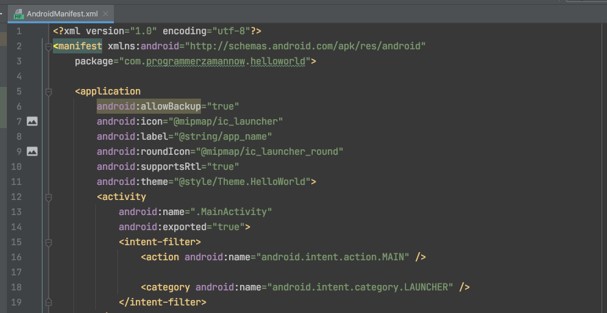 AndroidManifest.xml
1 <?xml version="1.0" encoding="utf-8"?>
2 <manifest xmlns:android="http://schemas.android.com/apk/res/android"
3 package="com.programmerzamannow.helloworld">
4
5 <application
6 android:allowBackup="true"
7 android:icon="@mipmap/ic_launcher"
8 android:label="@string/app_name"
9 android:roundIcon="@mipmap/ic_launcher_round"
10 android:supportsRtl="true"
11 android:theme="@style/Theme.HelloWorld">
12 <activity
13 android:name=".MainActivity"
14 android:exported="true">
15 <intent-filter>
16 <action android:name="android.intent.action.MAIN" />
17
18 <category android:name="android.intent.category.LAUNCHER" />
19 </intent-filter>